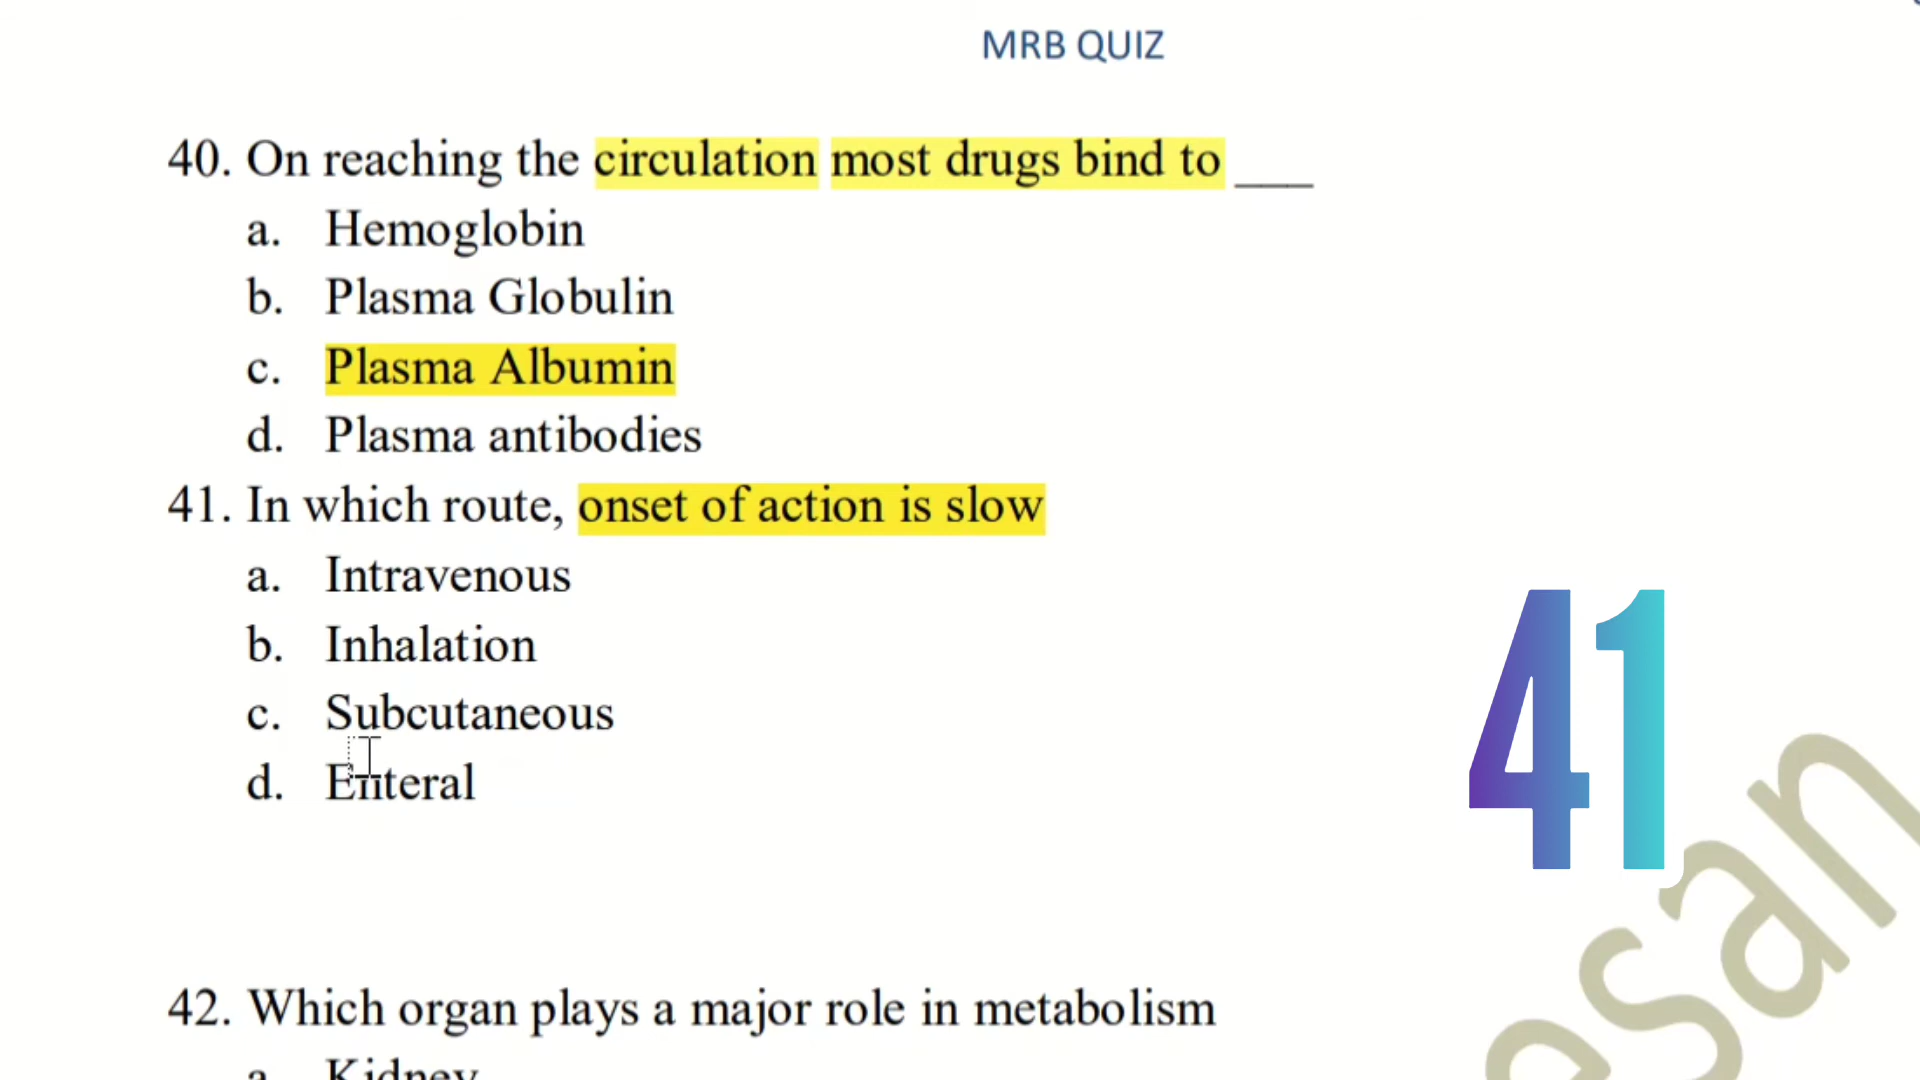 MRB QUIZ
40. On reaching the circulation most drugs bind to ___
a. Hemoglobin
b. Plasma Globulin
c. Plasma Albumin
d. Plasma antibodies
41. In which route, onset of action is slow
a. Intravenous
b. Inhalation
c. Subcutaneous
d. Enteral
41
42. Which organ plays a major role in metabolism
a. Kidney
asan